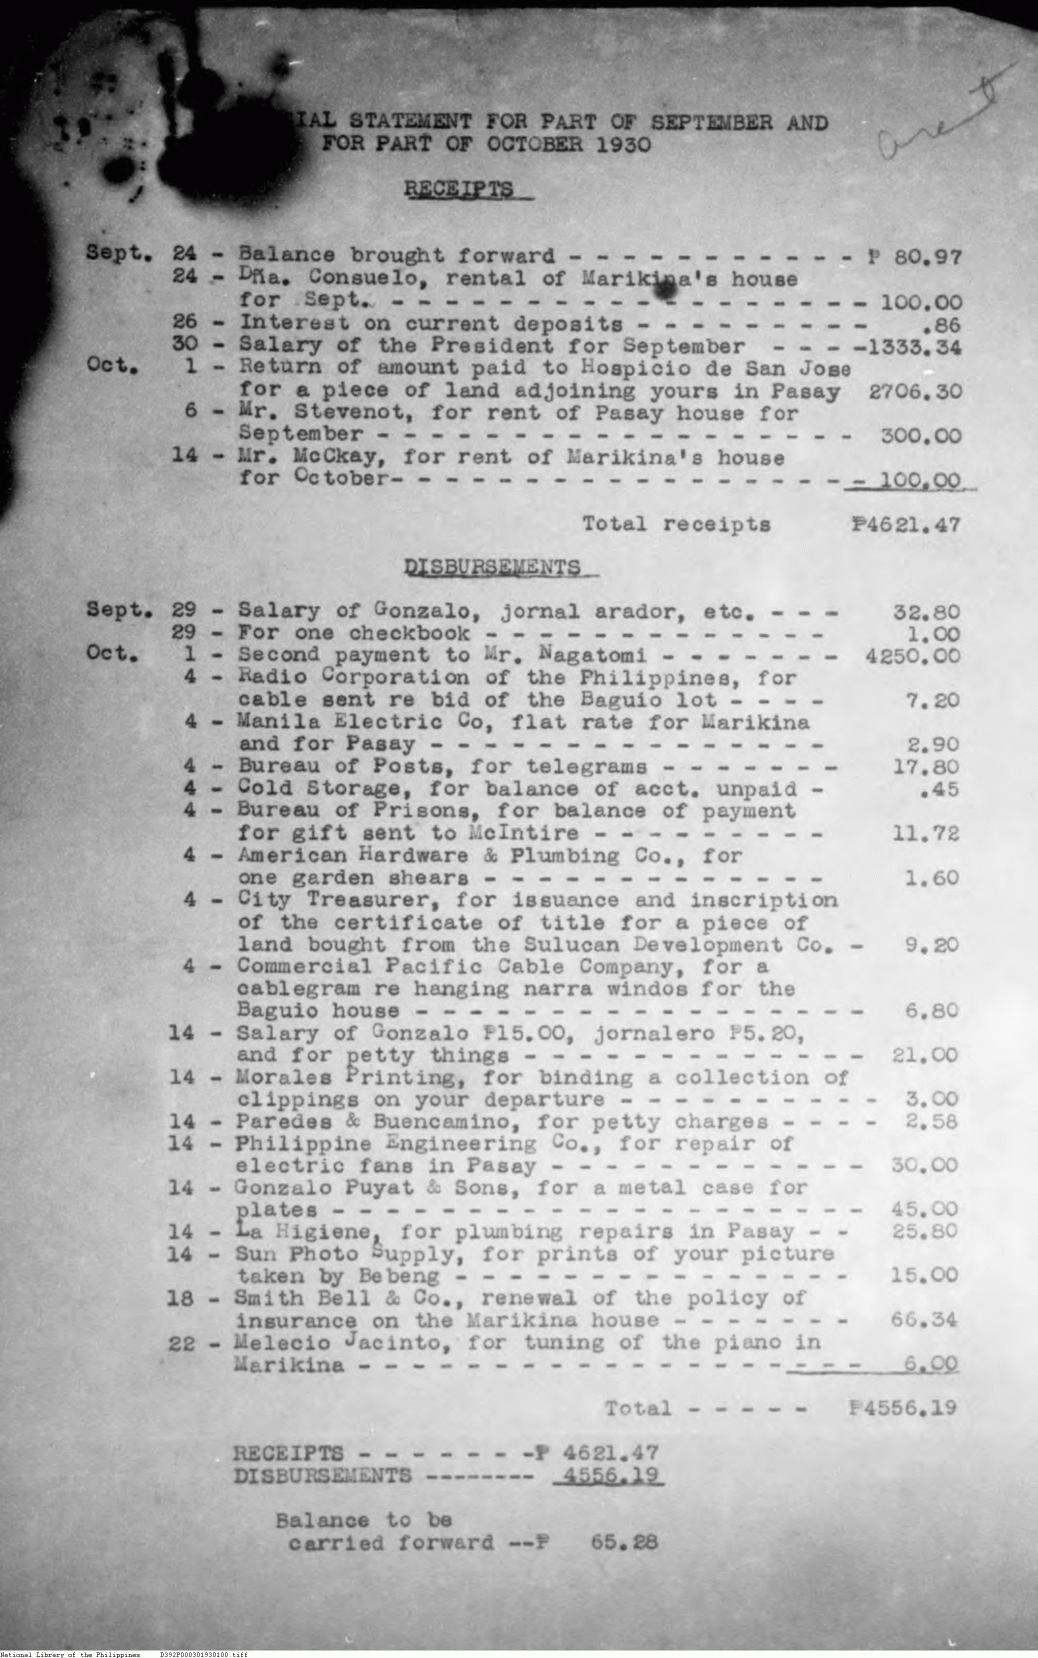 IAL STATEMENT FOR PART OF SEPTEMBER AND
FOR PART OF OCTOBER 1930
RECEIPTS
Sept. 24 - Balance brought forward - - - - - - - - - - - ₱ 80.97
24 - Dña. Consuelo, rental of Marikina's house
for Sept. - - - - - - - - - - - - - - - - - - 100.00
26 - Interest on current deposits - - - - - - - - - .86
30 - Salary of the President for September - - - -1333.34
Oct. 1 - Return of amount paid to Hospicio de San Jose
for a piece of land adjoining yours in Pasay 2706.30
6 - Mr. Stevenot, for rent of Pasay house for
September - - - - - - - - - - - - - - - - - - 300.00
14 - Mr. McCkay, for rent of Marikina's house
for October- - - - - - - - - - - - - - - - - - 100.00
Total receipts ₱4621.47
DISBURSEMENTS
Sept. 29 - Salary of Gonzalo, jornal arador, etc. - - - 32.80
29 - For one checkbook - - - - - - - - - - - - - 1.00
Oct. 1 - Second payment to Mr. Nagatomi - - - - - - - 4250.00
4 - Radio Corporation of the Philippines, for
cable sent re bid of the Baguio lot - - - - 7.20
4 - Manila Electric Co, flat rate for Marikina
and for Pasay - - - - - - - - - - - - - - - 2.90
4 - Bureau of Posts, for telegrams - - - - - - - 17.80
4 - Cold Storage, for balance of acct. unpaid - .45
4 - Bureau of Prisons, for balance of payment
for gift sent to McIntire - - - - - - - - - 11.72
4 - American Hardware & Plumbing Co., for
one garden shears - - - - - - - - - - - - - 1.60
4 - City Treasurer, for issuance and inscription
of the certificate of title for a piece of
land bought from the Sulucan Development Co. - 9.20
4 - Commercial Pacific Cable Company, for a
cablegram re hanging narra windos for the
Baguio house - - - - - - - - - - - - - - - - - 6.80
14 - Salary of Gonzalo ₱15.00, jornalero ₱5.20,
and for petty things - - - - - - - - - - - - - 21.00
14 - Morales Printing, for binding a collection of
clippings on your departure - - - - - - - - - - 3.00
14 - Paredes & Buencamino, for petty charges - - - - 2.58
14 - Philippine Engineering Co., for repair of
electric fans in Pasay - - - - - - - - - - - - 30.00
14 - Gonzalo Puyat & Sons, for a metal case for
plates - - - - - - - - - - - - - - - - - - - - 45.00
14 - La Higiene, for plumbing repairs in Pasay - - 25.80
14 - Sun Photo Supply, for prints of your picture
taken by Bebeng - - - - - - - - - - - - - - - 15.00
18 - Smith Bell & Co., renewal of the policy of
insurance on the Marikina house - - - - - - - 66.34
22 - Melecio Jacinto, for tuning of the piano in
Marikina - - - - - - - - - - - - - - - - - - - 6.00
Total - - - - - ₱4556.19
RECEIPTS - - - - - - -₱ 4621.47
DISBURSEMENTS -------- 4556.19
Balance to be
carried forward --₱ 65.28
National Library of the Philippines D392P000301930100.tiff